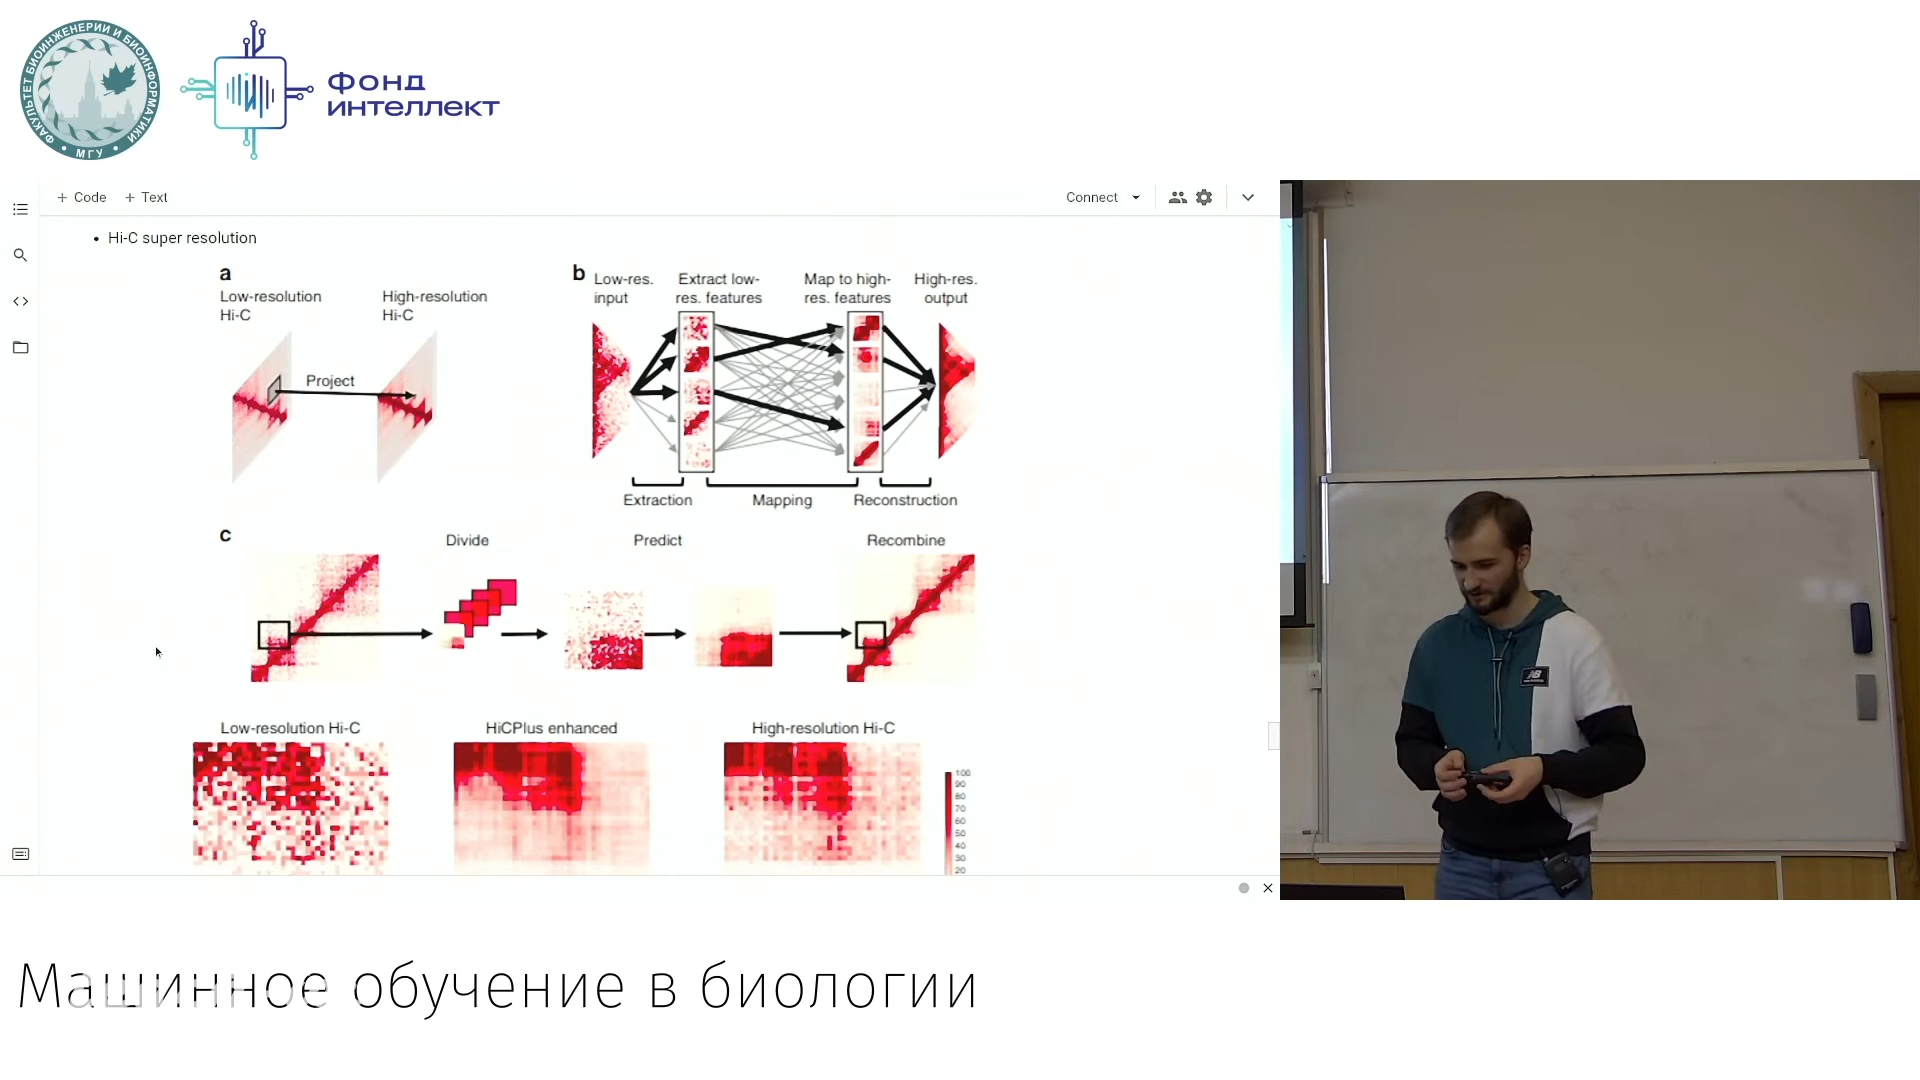 ФАКУЛЬТЕТ БИОИНЖЕНЕРИИ И БИОИНФОРМАТИКИ
• МГУ •
ФОНД
ИНТЕЛЛЕКТ
+ Code + Text
Connect
• Hi-C super resolution
a
Low-resolution
Hi-C
High-resolution
Hi-C
Project
b
Low-res.
input
Extract low-
res. features
Map to high-
res. features
High-res.
output
Extraction
Mapping
Reconstruction
c
Divide
Predict
Recombine
Low-resolution Hi-C
HiCPlus enhanced
High-resolution Hi-C
100
90
80
70
60
50
40
30
20
NB
Машинное обучение в биологии